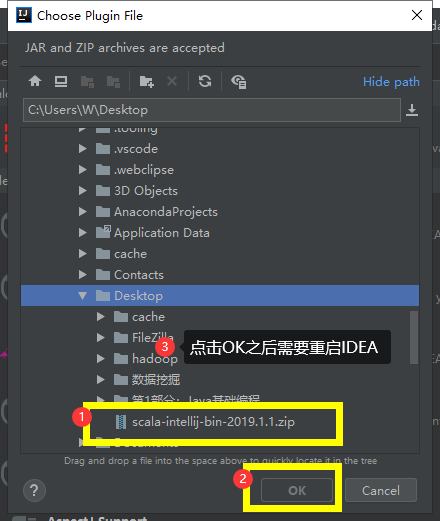 Choose Plugin File
JAR and ZIP archives are accepted
Hide path
C:\Users\W\Desktop
.tooling
.vscode
.webclipse
3D Objects
AnacondaProjects
Application Data
cache
Contacts
Desktop
cache
FileZilla
3 点击OK之后需要重启IDEA
hadoop
数据挖掘
第1部分：Java基础编程
1
scala-intellij-bin-2019.1.1.zip
Documents
Drag and drop a file into the space above to quickly locate it in the tree
2
?
OK
Cancel
AspectJ Support